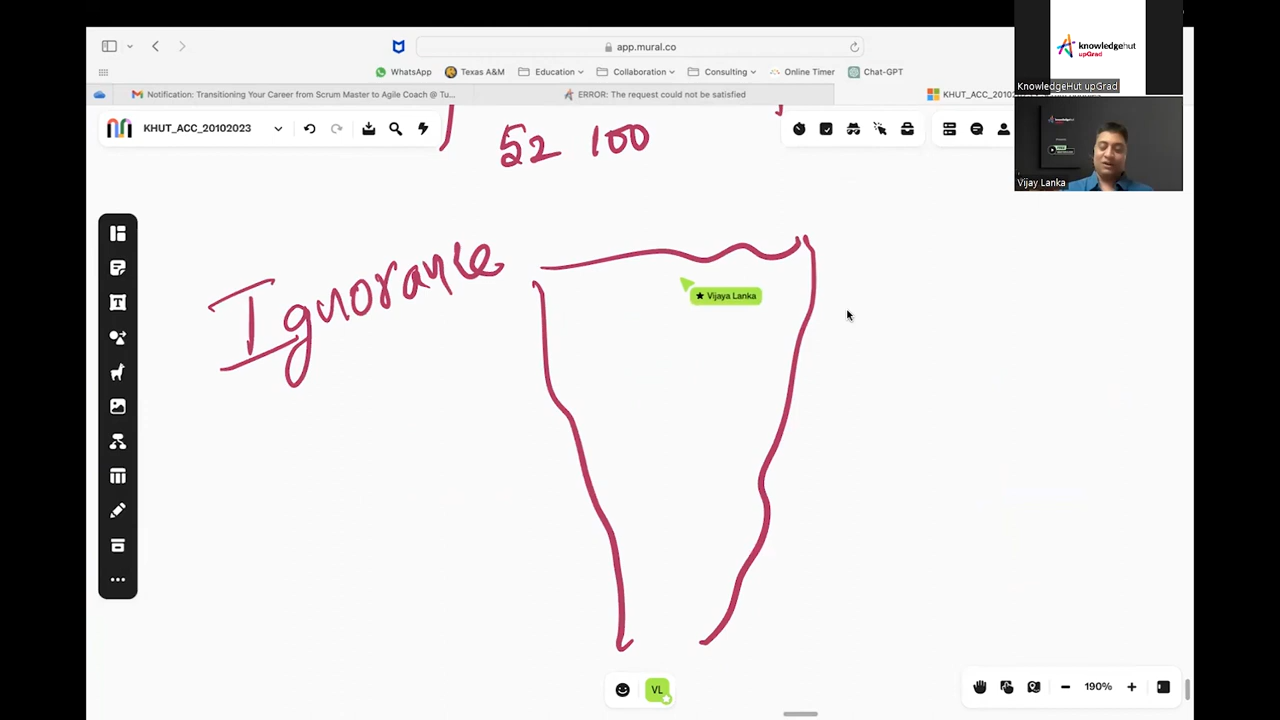 app.mural.co
knowledgehut
upGrad
KnowledgeHut upGrad
WhatsApp
Texas A&M
Education
Collaboration
Consulting
Online Timer
Chat-GPT
Notification: Transitioning Your Career from Scrum Master to Agile Coach @ Tu...
ERROR: The request could not be satisfied
KHUT_ACC_20102023
52 100
Vijay Lanka
Ignorance
Vijaya Lanka
VL
190%